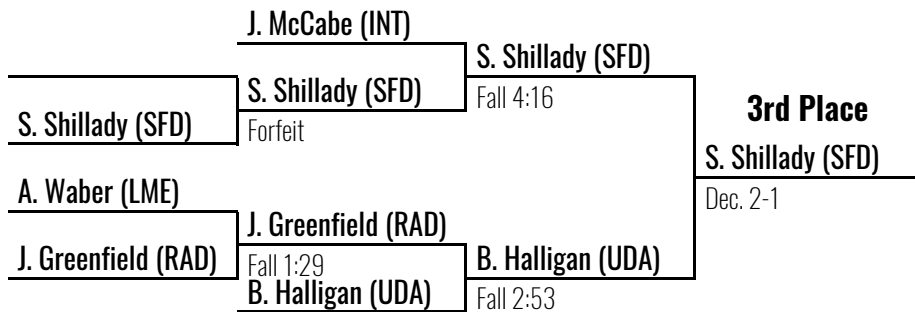 J. McCabe (INT)
S. Shillady (SFD)
S. Shillady (SFD)
Fall 4:16
3rd Place
S. Shillady (SFD)
Forfeit
S. Shillady (SFD)
A. Waber (LME)
Dec. 2-1
J. Greenfield (RAD)
J. Greenfield (RAD)
Fall 1:29
B. Halligan (UDA)
B. Halligan (UDA)
Fall 2:53